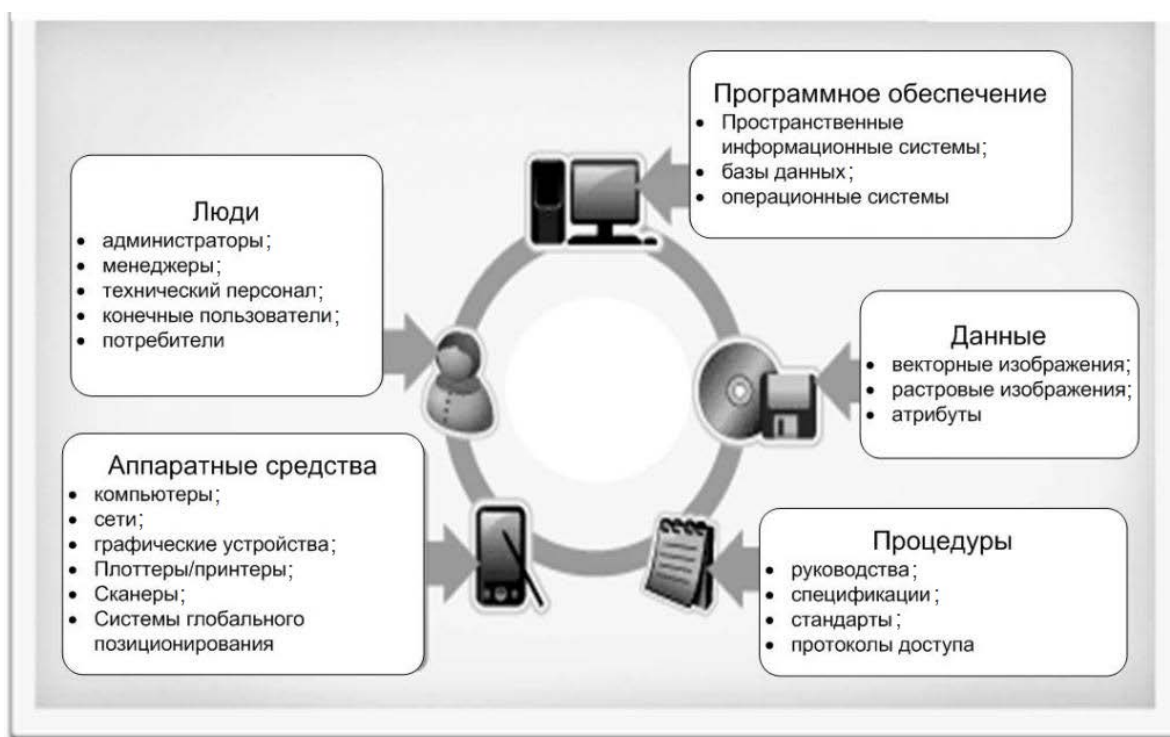 Программное обеспечение
• Пространственные
информационные системы;
• базы данных;
• операционные системы
Люди
• администраторы;
• менеджеры;
• технический персонал;
• конечные пользователи;
• потребители
Данные
• векторные изображения;
• растровые изображения;
• атрибуты
Аппаратные средства
• компьютеры;
• сети;
• графические устройства;
• Плоттеры/принтеры;
• Сканеры;
• Системы глобального
позиционирования
Процедуры
• руководства;
• спецификации;
• стандарты;
• протоколы доступа